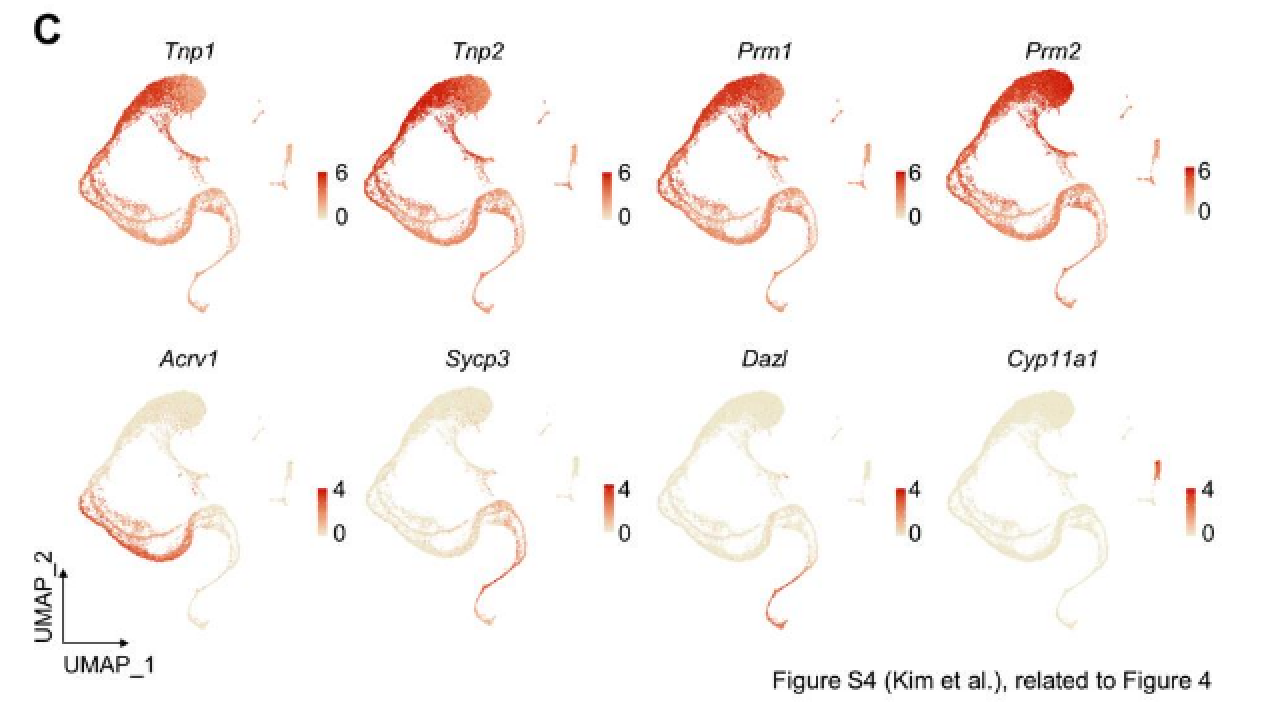 C
Tnp1 Tnp2 Prm1 Prm2
6 6 6 6
0 0 0 0
Acrv1 Sycp3 Dazl Cyp11a1
4 4 4 4
0 0 0 0
UMAP_2
UMAP_1
Figure S4 (Kim et al.), related to Figure 4